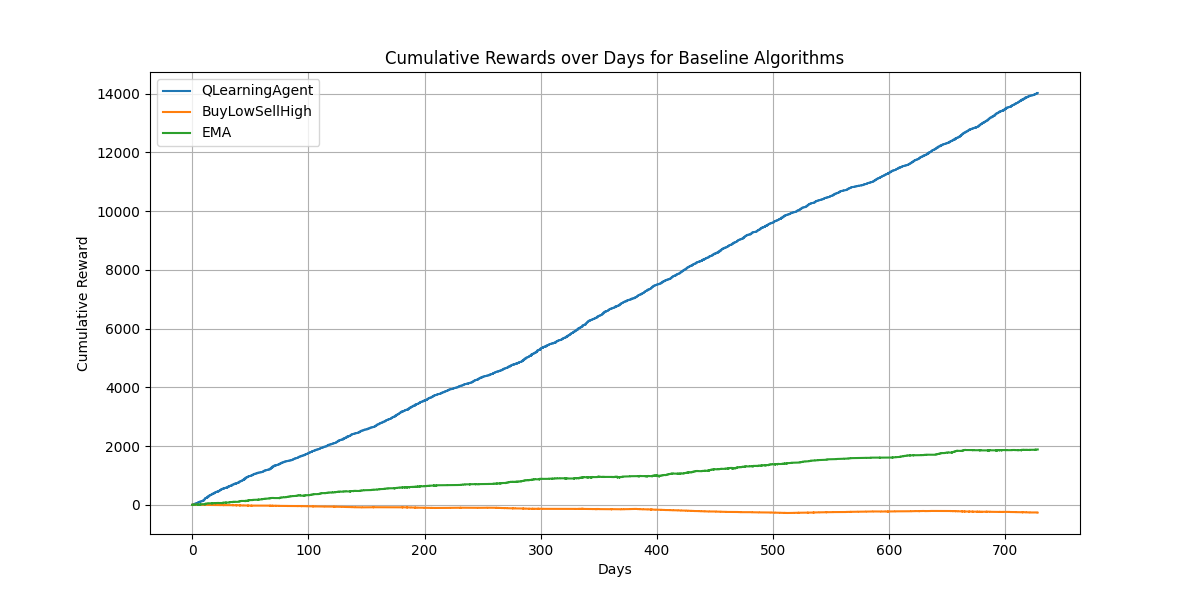 Cumulative Rewards over Days for Baseline Algorithms
QLearningAgent
BuyLowSellHigh
EMA
14000
12000
10000
8000
6000
4000
2000
0
Cumulative Reward
0 100 200 300 400 500 600 700
Days